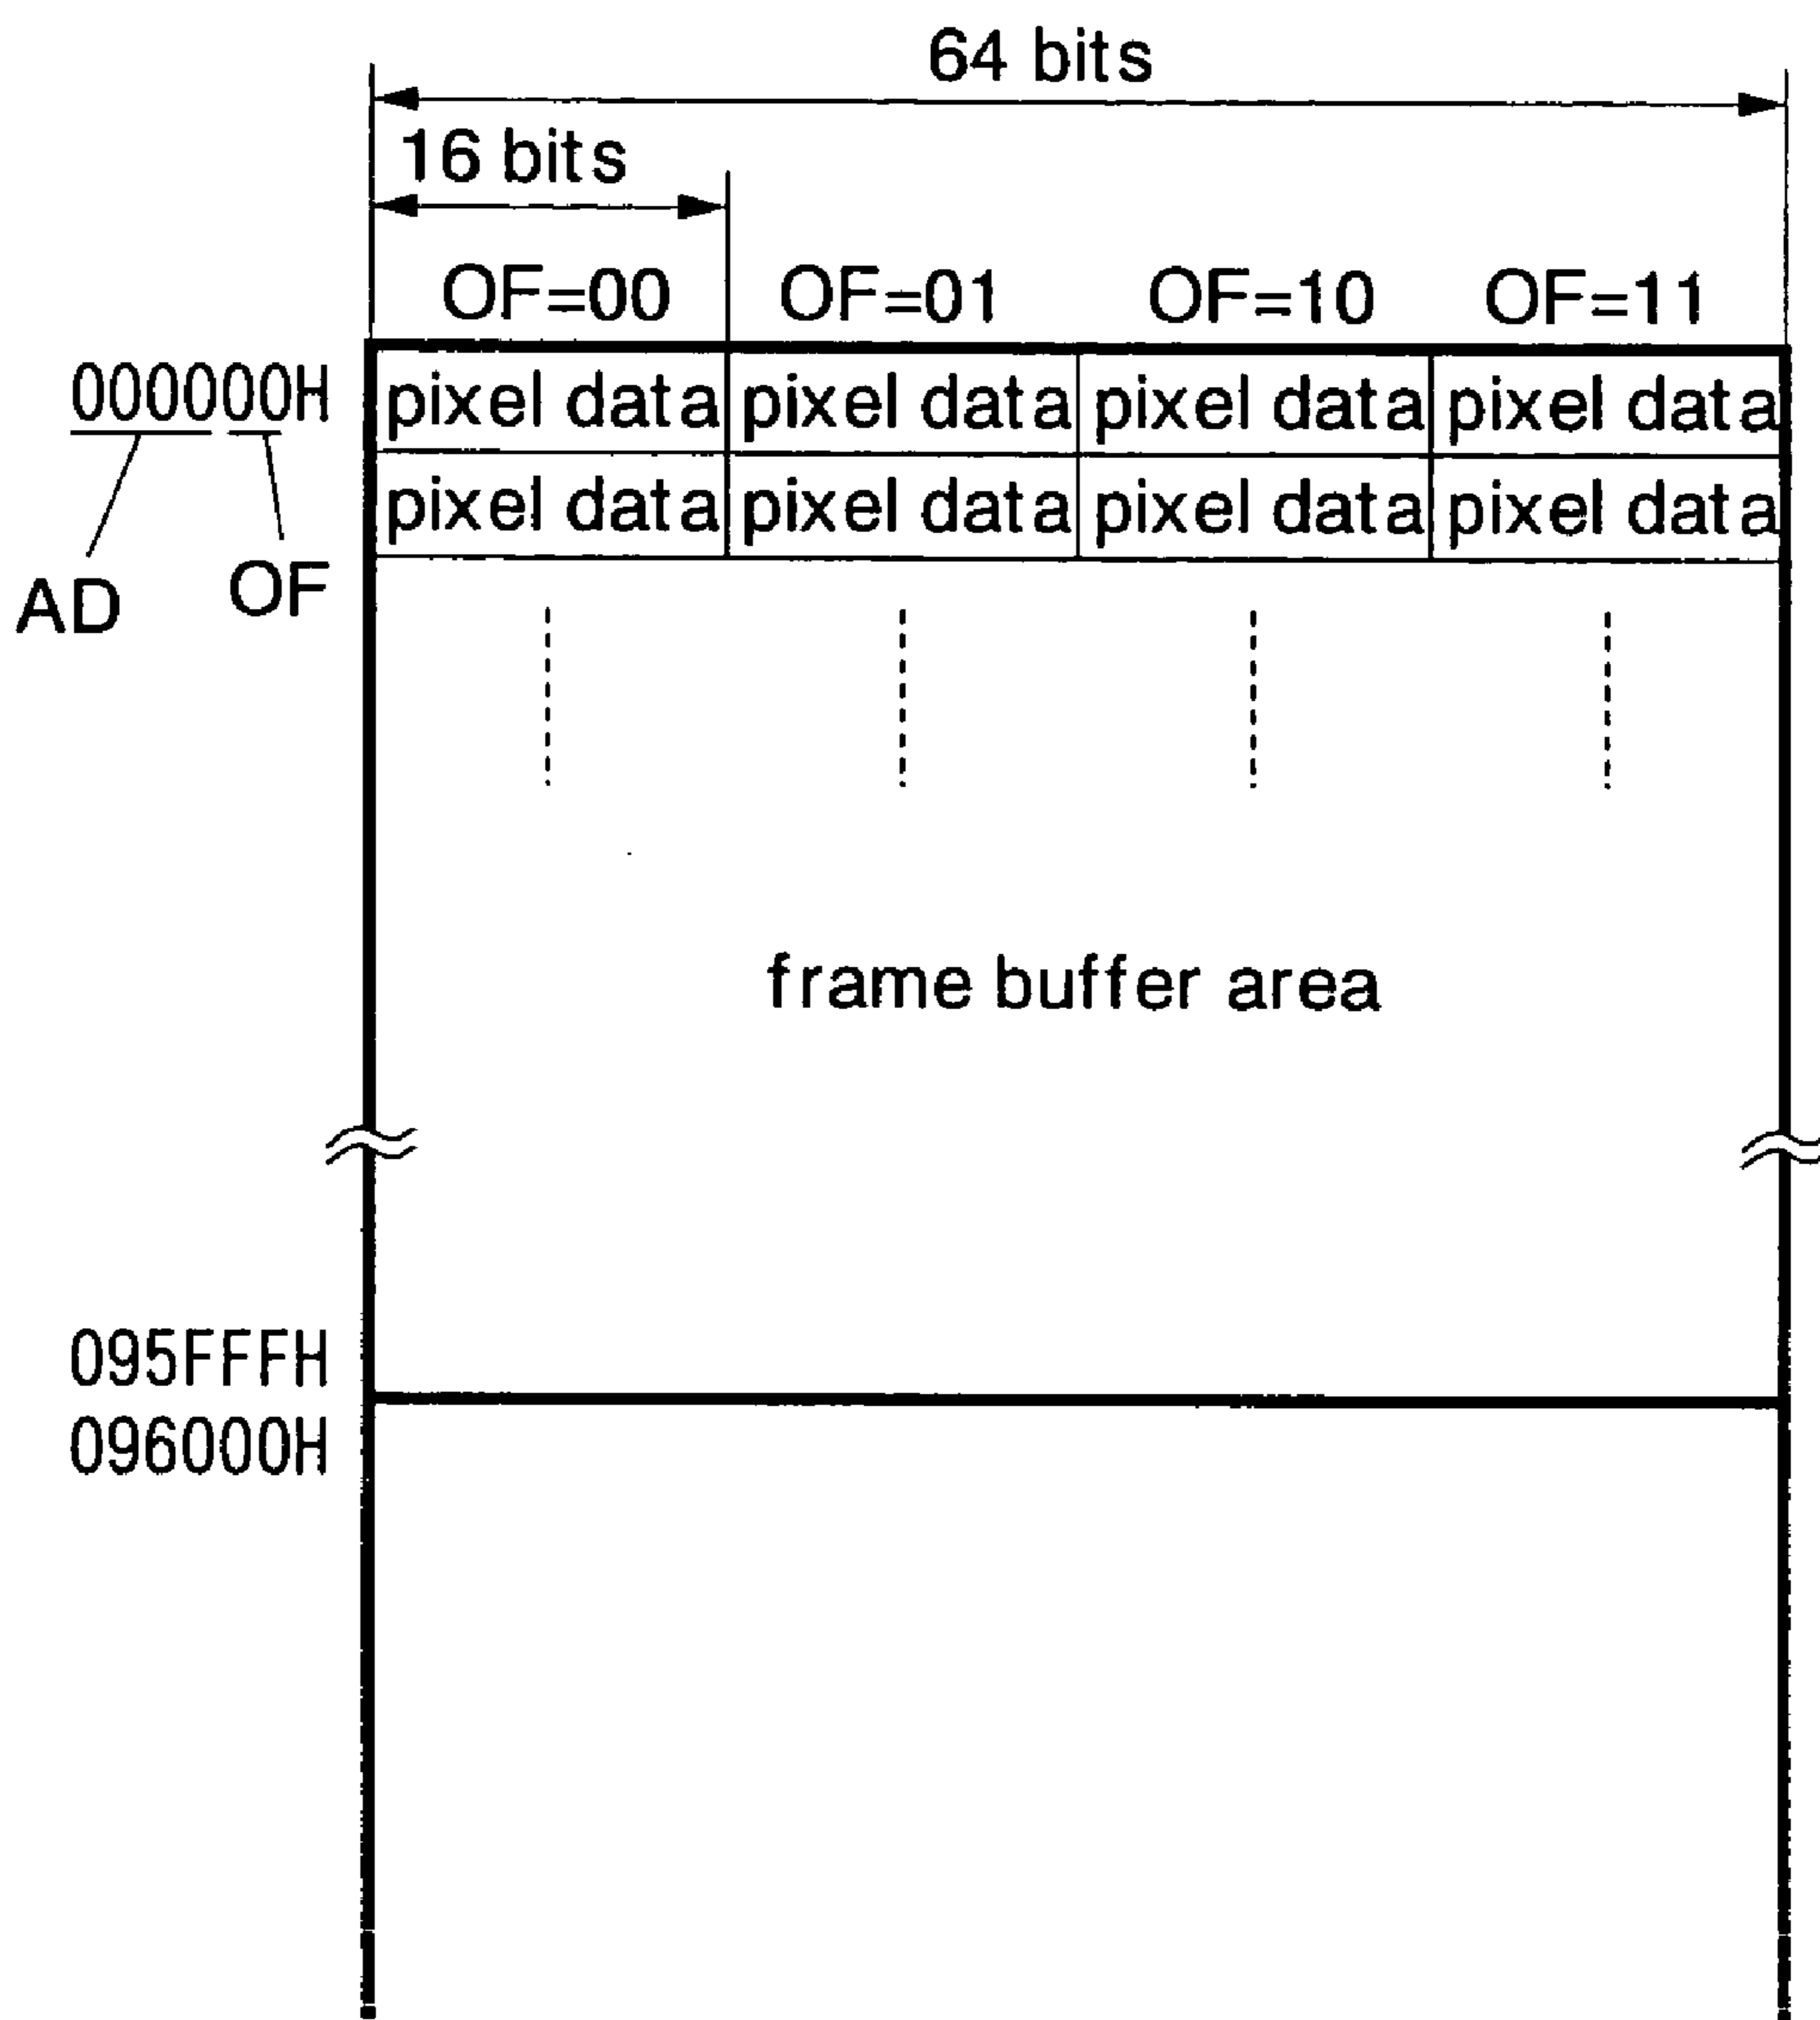 64 bits
16 bits
OF=00 OF=01 OF=10 OF=11
000000H pixel data pixel data pixel data pixel data
pixel data pixel data pixel data pixel data
AD OF
frame buffer area
095FFFH
096000H